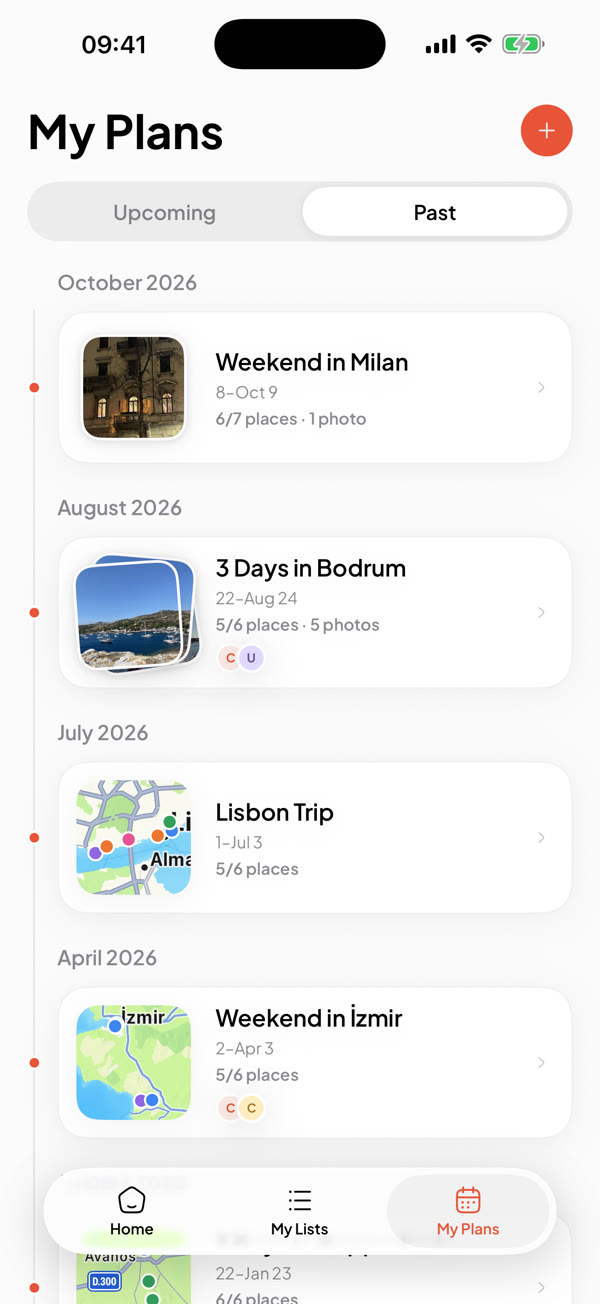 09:41
My Plans
Upcoming
Past
October 2026
Weekend in Milan
8–Oct 9
6/7 places · 1 photo
August 2026
3 Days in Bodrum
22–Aug 24
5/6 places · 5 photos
C U
July 2026
Lisbon Trip
1–Jul 3
5/6 places
Li
Alma
April 2026
Weekend in İzmir
2–Apr 3
5/6 places
C C
İzmir
Home
My Lists
My Plans
Avanos
D.300
22–Jan 23
6/6 places